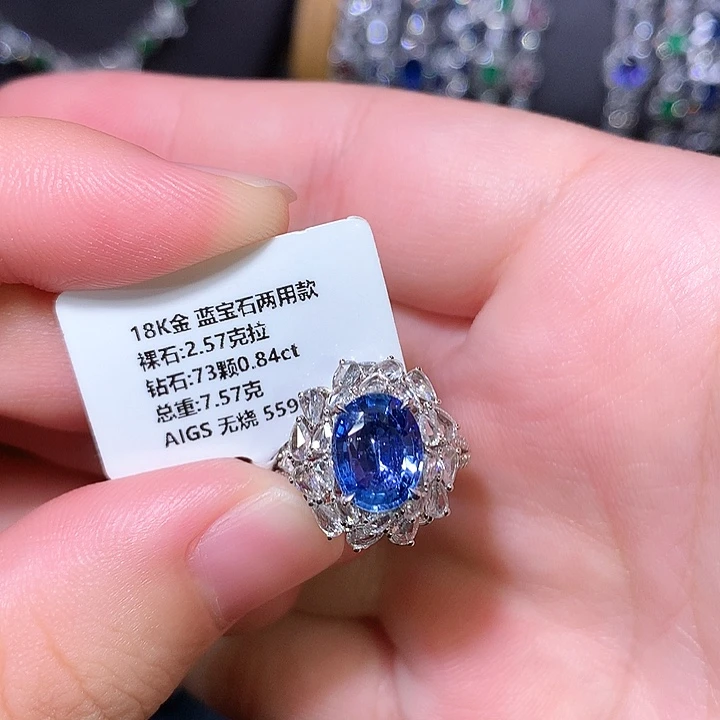 18K金 蓝宝石两用款
裸石:2.57克拉
钻石:73颗0.84ct
总重:7.57克
AIGS 无烧 559